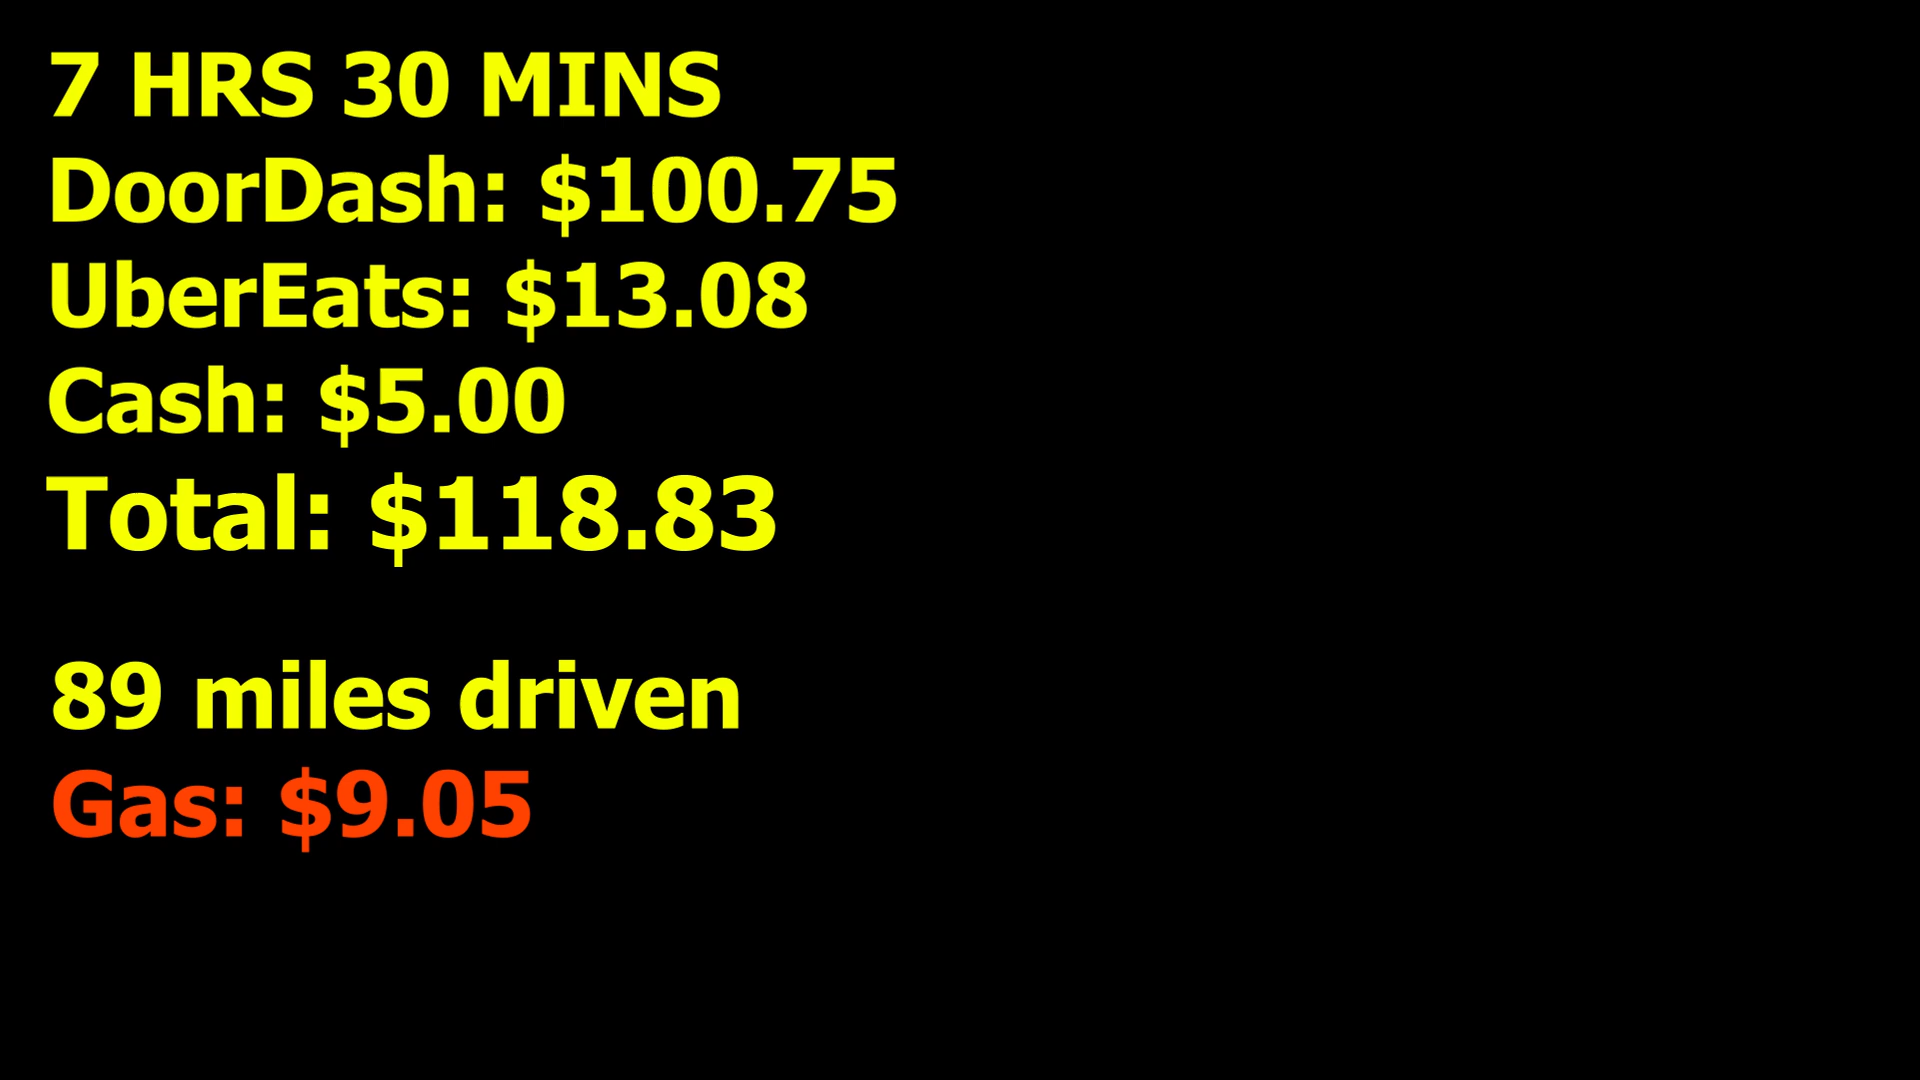 7 HRS 30 MINS
DoorDash: $100.75
UberEats: $13.08
Cash: $5.00
Total: $118.83
89 miles driven
Gas: $9.05